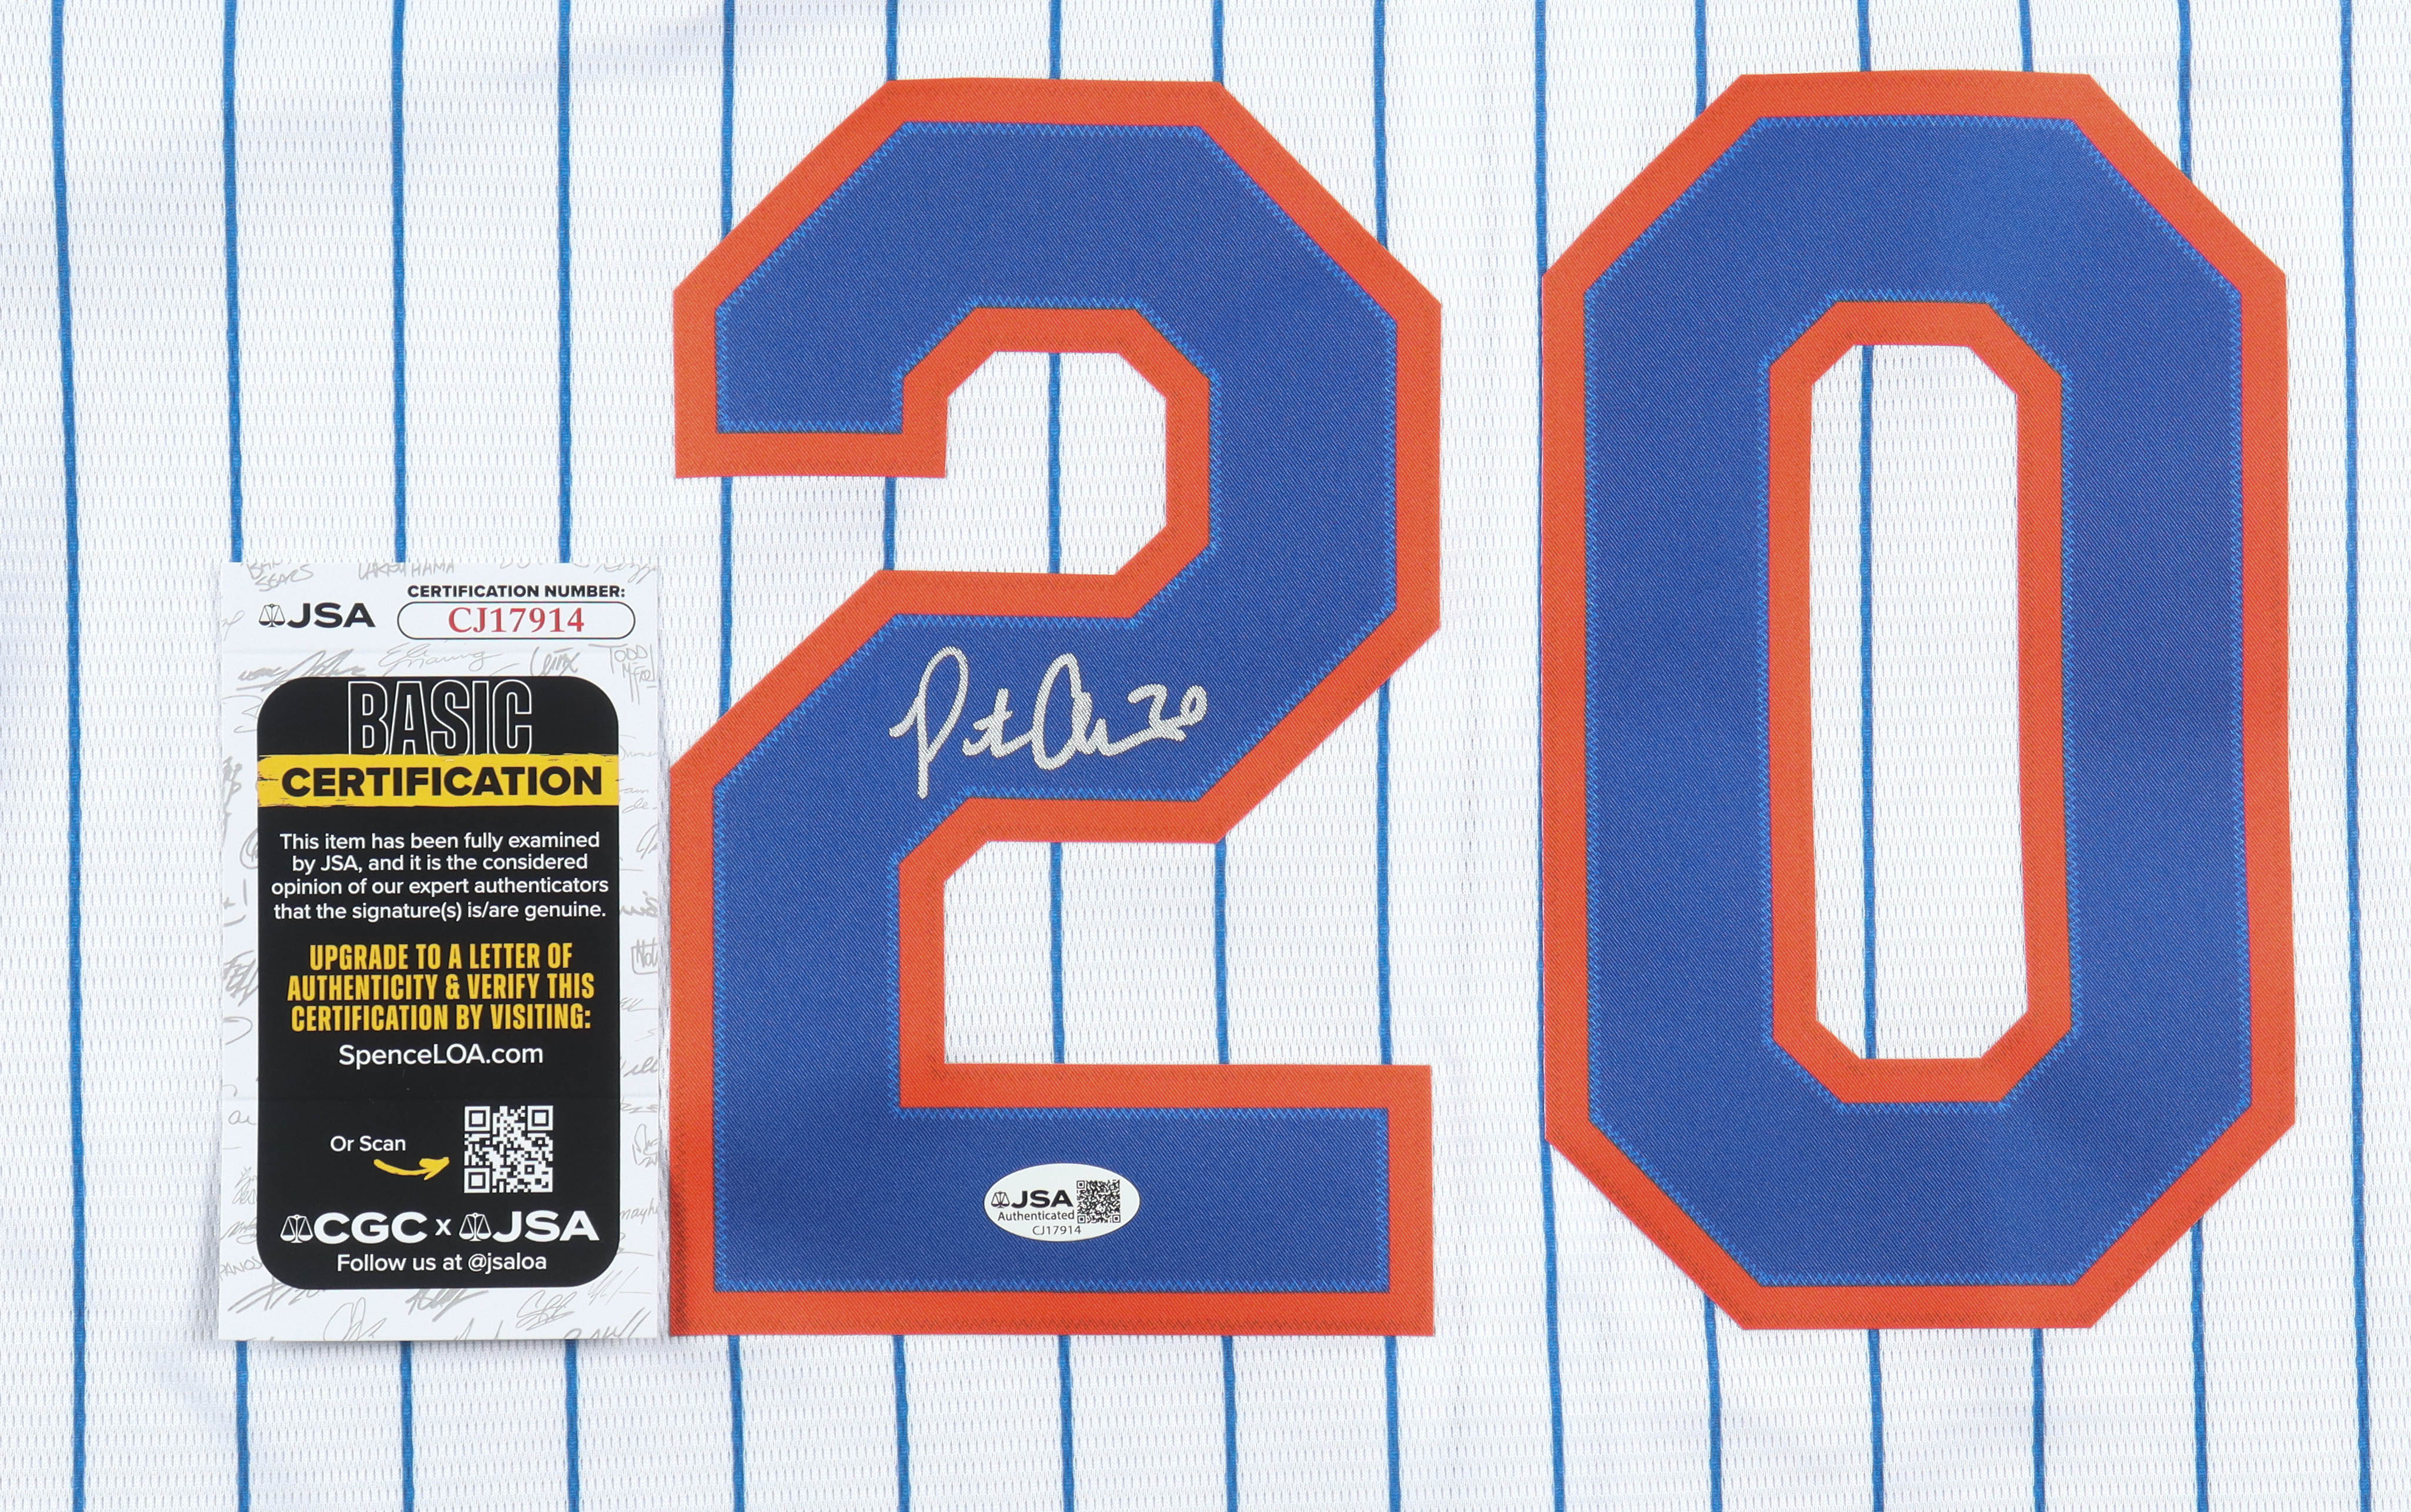 JSA
CERTIFICATION NUMBER:
CJ17914
BASIC
CERTIFICATION
This item has been fully examined
by JSA, and it is the considered
opinion of our expert authenticators
that the signature(s) is/are genuine.
UPGRADE TO A LETTER OF
AUTHENTICITY & VERIFY THIS
CERTIFICATION BY VISITING:
SpenceLOA.com
Or Scan
CGC x JSA
Follow us at @jsaloa
20
20
JSA
Authenticated
CJ17914